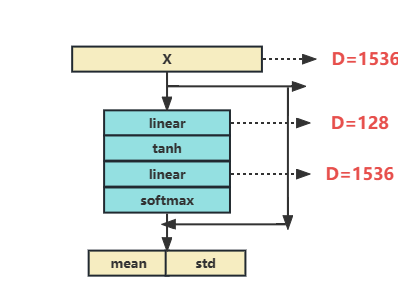 X
D=1536
linear
D=128
tanh
linear
D=1536
softmax
mean std